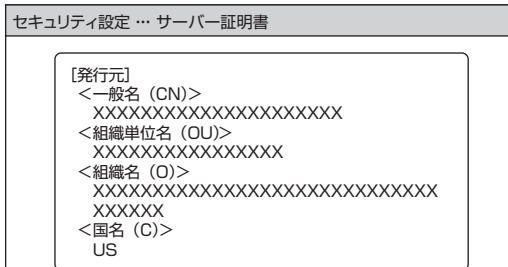 セキュリティ設定 … サーバー証明書
［発行元］
＜一般名（CN）＞
XXXXXXXXXXXXXXXXXXXXX
＜組織単位名（OU）＞
XXXXXXXXXXXXXXXX
＜組織名（O）＞
XXXXXXXXXXXXXXXXXXXXXXXXXXXXX
XXXXXX
＜国名（C）＞
US